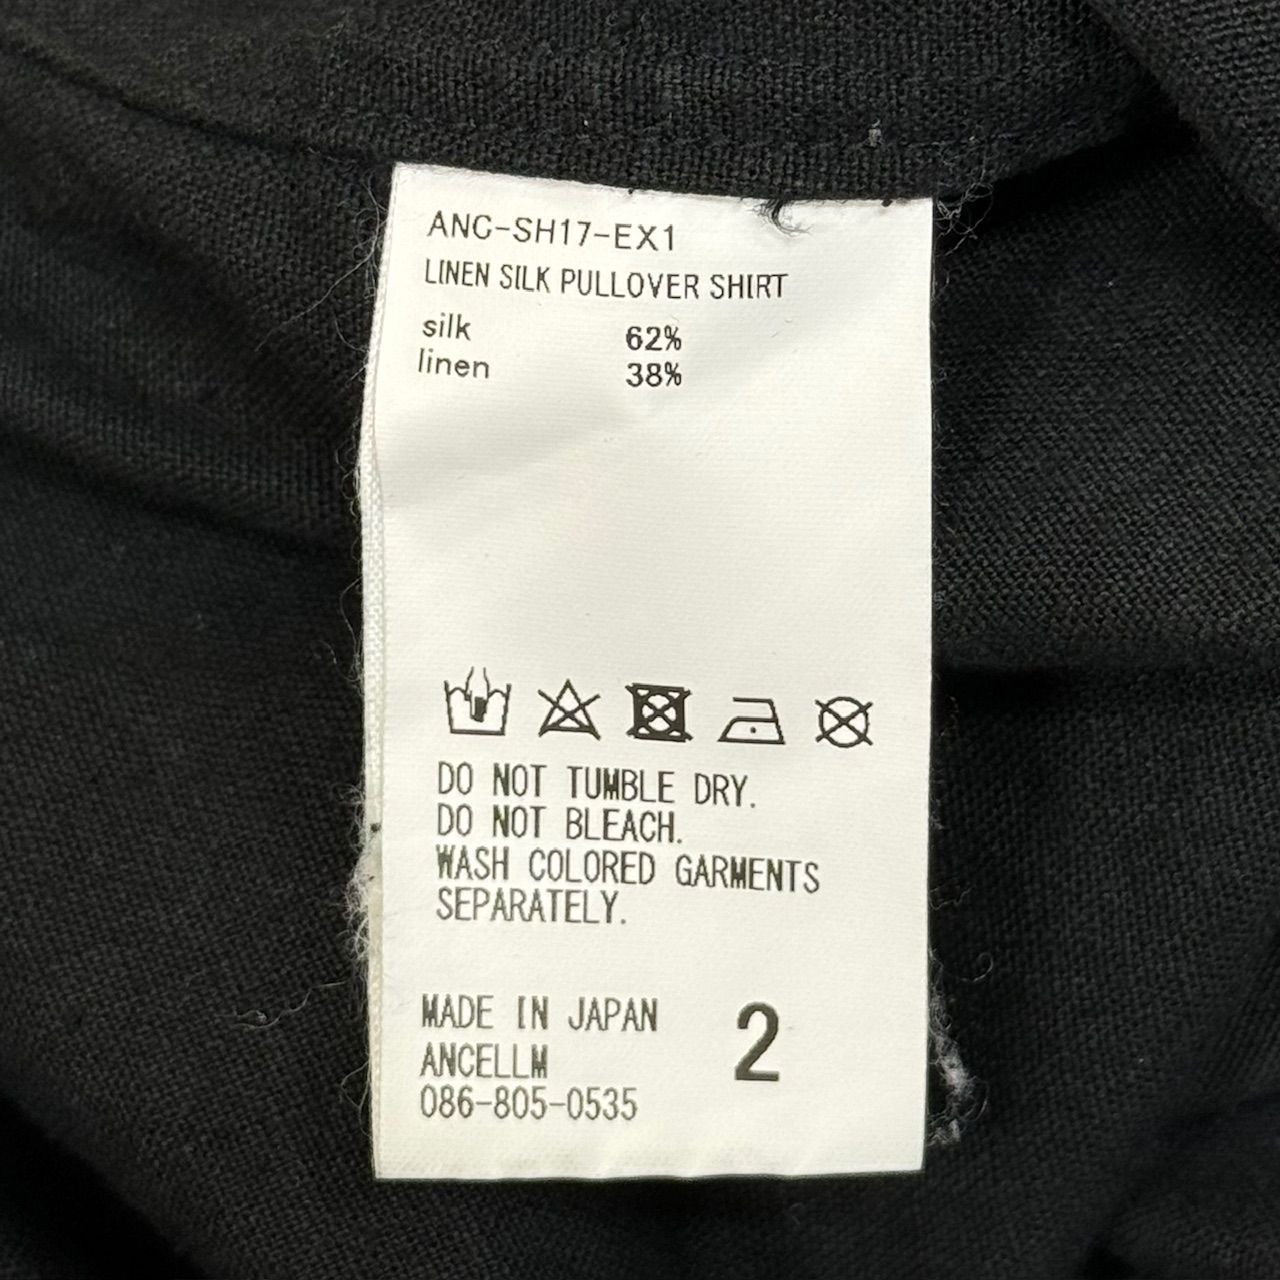 ANC-SH17-EX1
LINEN SILK PULLOVER SHIRT
silk 62%
linen 38%
DO NOT TUMBLE DRY.
DO NOT BLEACH.
WASH COLORED GARMENTS
SEPARATELY.
MADE IN JAPAN 2
ANCELLM
086-805-0535